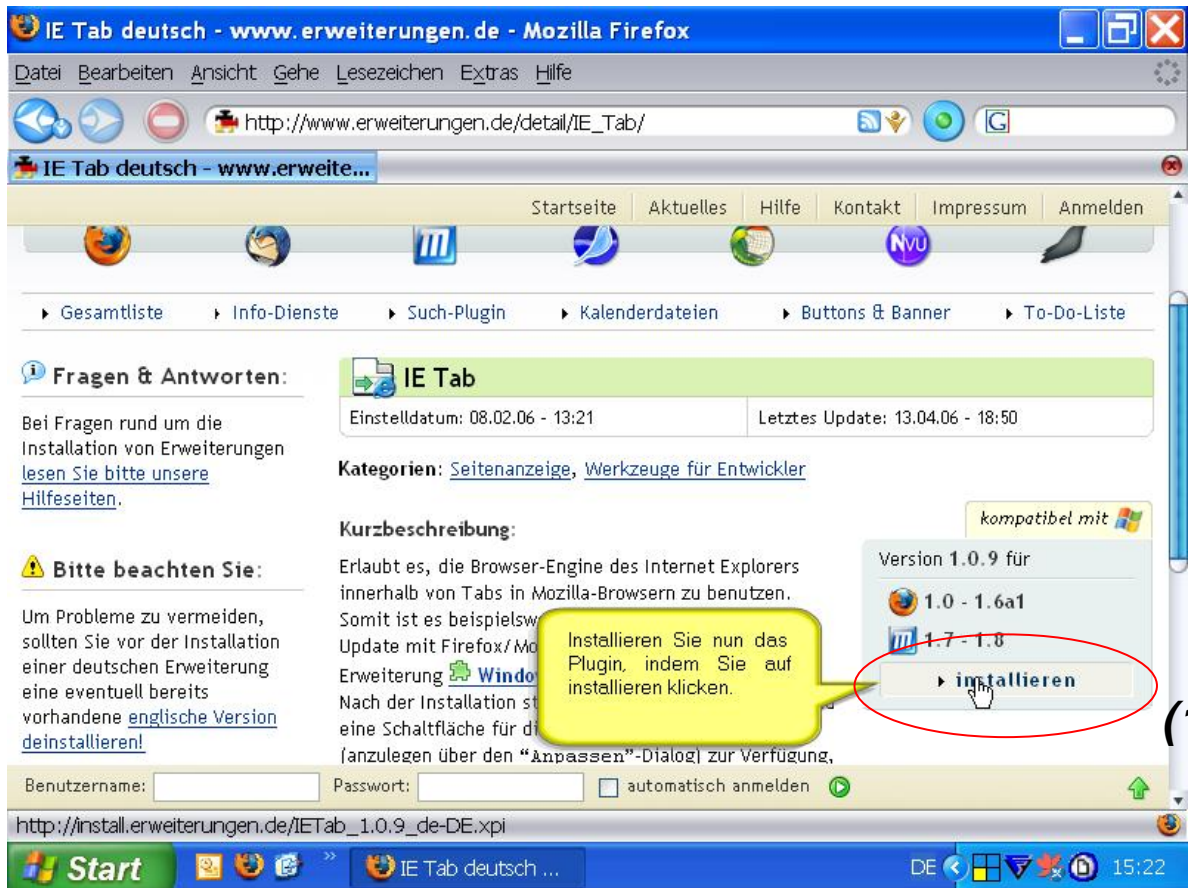 IE Tab deutsch - www.erweiterungen.de - Mozilla Firefox
Datei Bearbeiten Ansicht Gehe Lesezeichen Extras Hilfe
http://www.erweiterungen.de/detail/IE_Tab/
G
IE Tab deutsch - www.erweite...
Startseite Aktuelles Hilfe Kontakt Impressum Anmelden
m Nvu
Gesamtliste Info-Dienste Such-Plugin Kalenderdateien Buttons & Banner To-Do-Liste
Fragen & Antworten:
Bei Fragen rund um die
Installation von Erweiterungen
lesen Sie bitte unsere
Hilfeseiten.
Bitte beachten Sie:
Um Probleme zu vermeiden,
sollten Sie vor der Installation
einer deutschen Erweiterung
eine eventuell bereits
vorhandene englische Version
deinstallieren!
IE Tab
Einstelldatum: 08.02.06 - 13:21 Letztes Update: 13.04.06 - 18:50
Kategorien: Seitenanzeige, Werkzeuge für Entwickler
Kurzbeschreibung:
Erlaubt es, die Browser-Engine des Internet Explorers
innerhalb von Tabs in Mozilla-Browsern zu benutzen.
Somit ist es
Update mit
Erweiterung
Nach der Installation
eine Schaltfläche für
(anzulegen über den "Anpassen"-Dialog) zur Verfügung,
Installieren Sie nun das
Plugin, indem Sie auf
installieren klicken.
kompatibel mit
Version 1.0.9 für
1.0 - 1.6a1
m 1.7 - 1.8
installieren
Benutzername: Passwort: automatisch anmelden
http://install.erweiterungen.de/IETab_1.0.9_de-DE.xpi
Start IE Tab deutsch ... DE 15:22